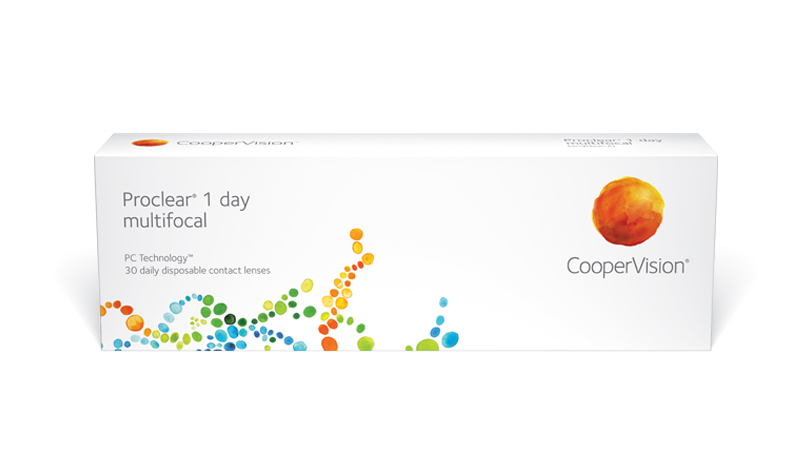 CooperVision
Proclear® 1 day
multifocal
Proclear® 1 day
multifocal
PC Technology™
30 daily disposable contact lenses
CooperVision®